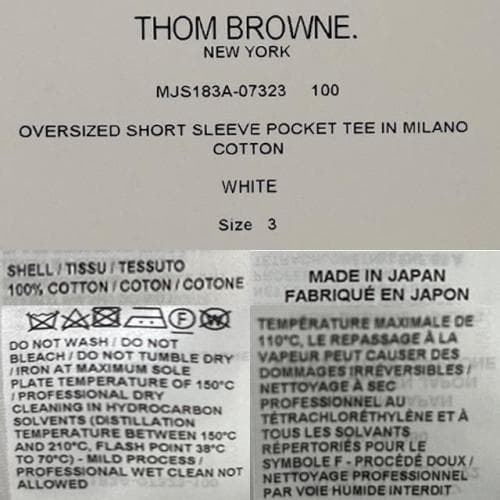 THOM BROWNE.
NEW YORK
MJS183A-07323 100
OVERSIZED SHORT SLEEVE POCKET TEE IN MILANO
COTTON
WHITE
Size 3
SHELL / TISSU / TESSUTO
100% COTTON / COTON / COTONE
DO NOT WASH / DO NOT
BLEACH / DO NOT TUMBLE DRY
/ IRON AT MAXIMUM SOLE
PLATE TEMPERATURE OF 150°C
/ PROFESSIONAL DRY
CLEANING IN HYDROCARBON
SOLVENTS (DISTILLATION
TEMPERATURE BETWEEN 150°C
AND 210°C, FLASH POINT 38°C
TO 70°C) - MILD PROCESS /
PROFESSIONAL WET CLEAN NOT
ALLOWED
MADE IN JAPAN
FABRIQUÉ EN JAPON
TEMPÉRATURE MAXIMALE DE
110°C, LE REPASSAGE À LA
VAPEUR PEUT CAUSER DES
DOMMAGES IRRÉVERSIBLES /
NETTOYAGE À SEC
PROFESSIONNEL AU
TÉTRACHLORÉTHYLÈNE ET À
TOUS LES SOLVANTS
RÉPERTORIÉS POUR LE
SYMBOLE F - PROCÉDÉ DOUX /
NETTOYAGE PROFESSIONNEL
PAR VOIE HUMIDE INTERDIT